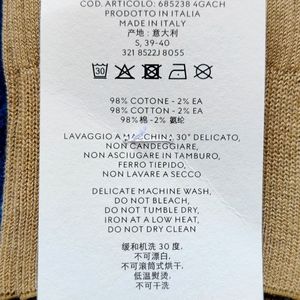 COD. ARTICOLO: 685238 4GACH
PRODOTTO IN ITALIA
MADE IN ITALY
产地: 意大利
S, 39-40
321 8522J 8055
30
98% COTONE - 2% EA
98% COTTON - 2% EA
98% 棉 -2% 氨纶
LAVAGGIO A MACCHINA 30° DELICATO,
NON CANDEGGIARE,
NON ASCIUGARE IN TAMBURO,
FERRO TIEPIDO,
NON LAVARE A SECCO
DELICATE MACHINE WASH,
DO NOT BLEACH,
DO NOT TUMBLE DRY,
IRON AT A LOW HEAT,
DO NOT DRY CLEAN
缓和机洗 30 度,
不可漂白,
不可滚筒式烘干,
低温熨烫,
不可干洗